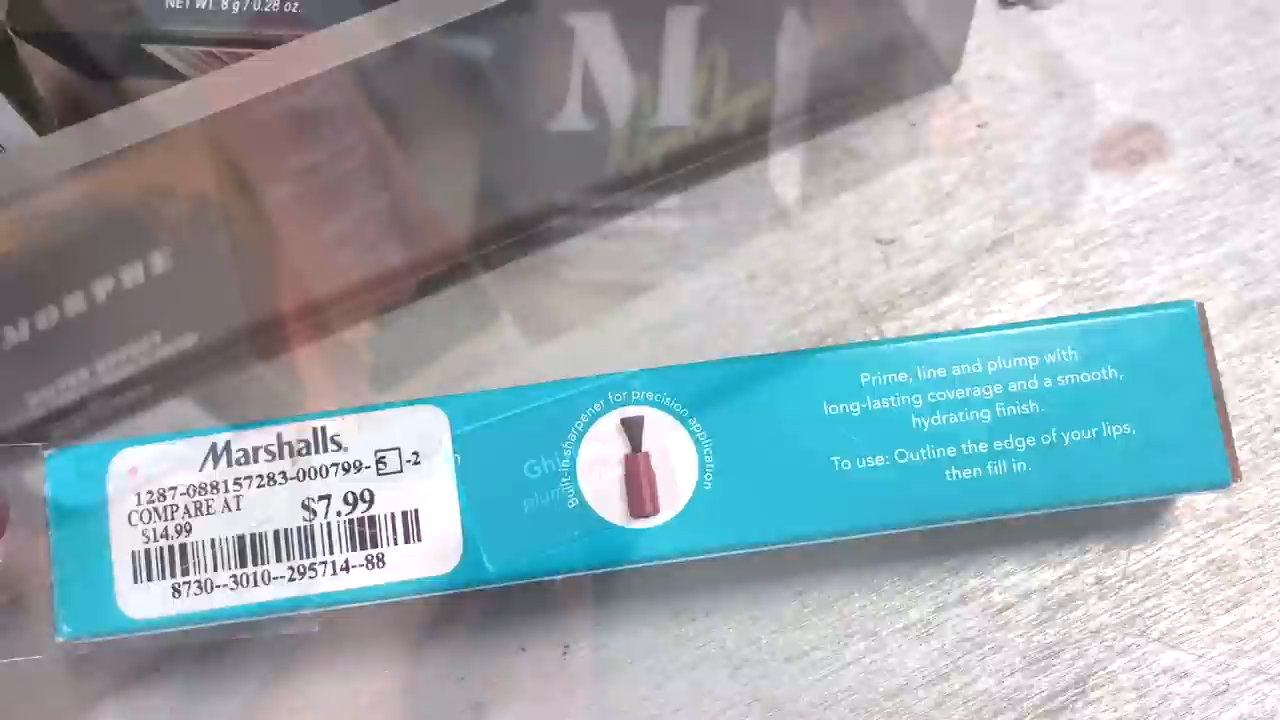 NET WT. 8 g / 0.28 oz.
M
MORPHE
Marshalls.
1287-088157283-000799-5-2
COMPARE AT
$14.99
$7.99
8730--3010--295714--88
Built-in sharpener for precision application
Prime, line and plump with
long-lasting coverage and a smooth,
hydrating finish.
To use: Outline the edge of your lips,
then fill in.